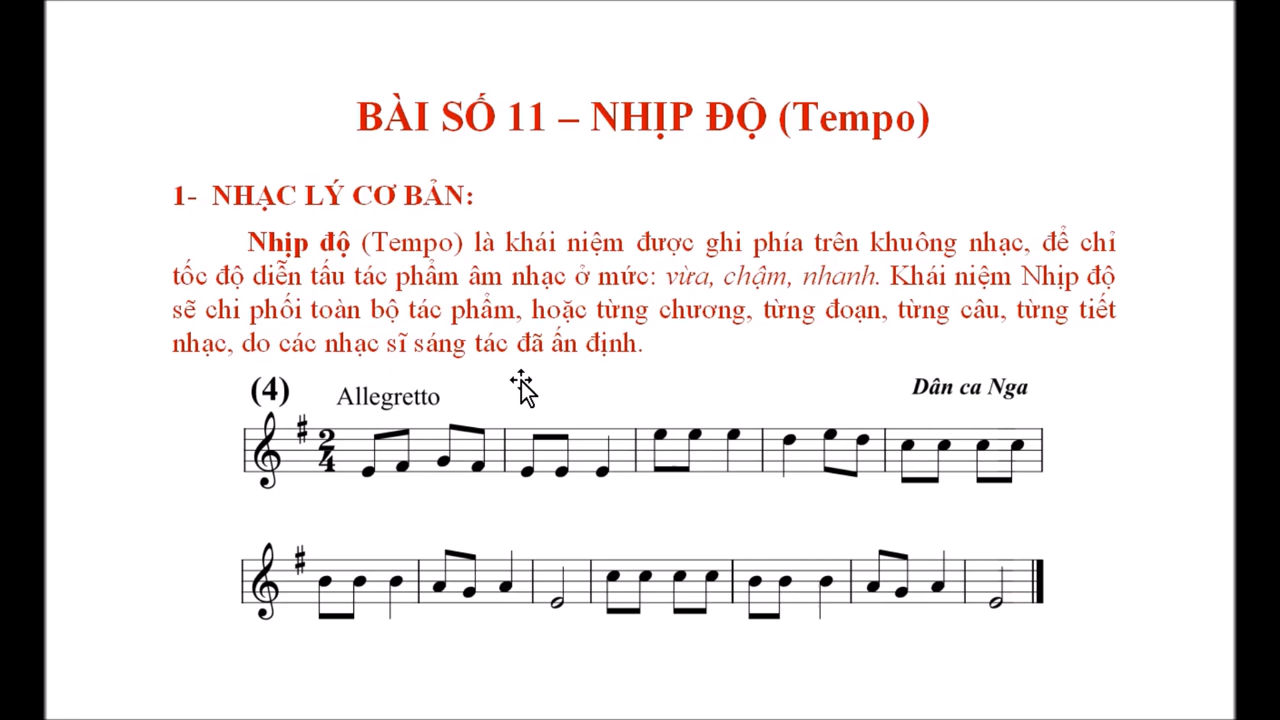 BÀI SỐ 11 – NHỊP ĐỘ (Tempo)
1- NHẠC LÝ CƠ BẢN:
Nhịp độ (Tempo) là khái niệm được ghi phía trên khuông nhạc, để chỉ
tốc độ diễn tấu tác phẩm âm nhạc ở mức: vừa, chậm, nhanh. Khái niệm Nhịp độ
sẽ chi phối toàn bộ tác phẩm, hoặc từng chương, từng đoạn, từng câu, từng tiết
nhạc, do các nhạc sĩ sáng tác đã ấn định.
(4) Allegretto Dân ca Nga
2
4